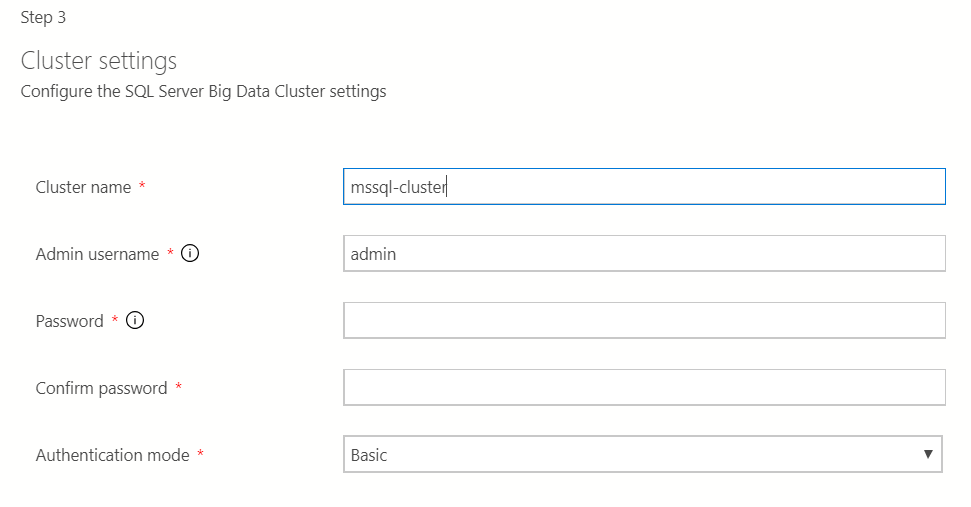 Step 3
Cluster settings
Configure the SQL Server Big Data Cluster settings
Cluster name * mssql-cluster
Admin username * admin
Password *
Confirm password *
Authentication mode * Basic